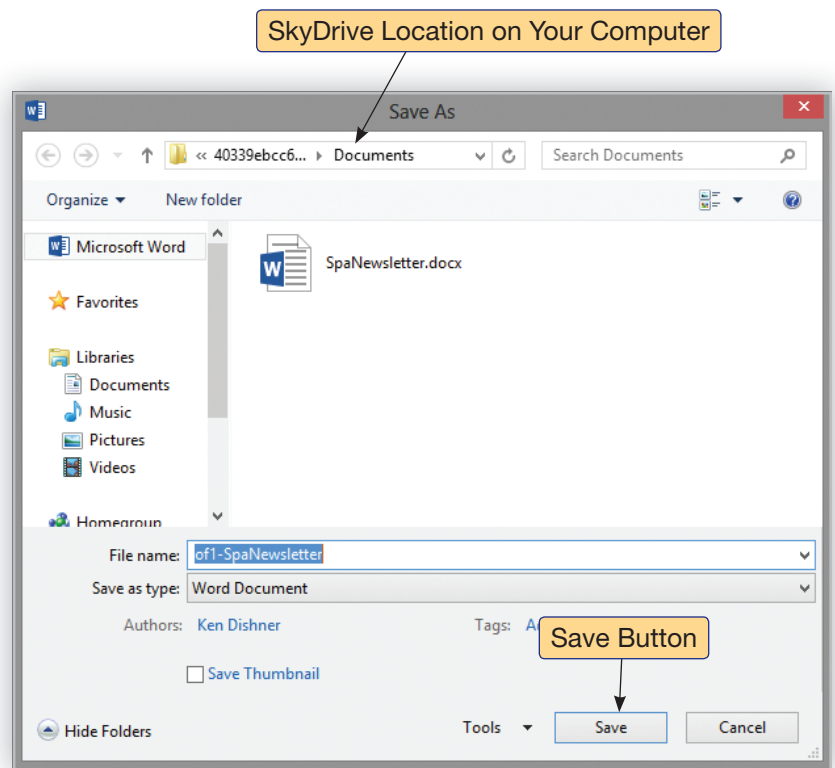 SkyDrive Location on Your Computer
Save As
« 40339ebcc6... Documents Search Documents
Organize New folder
Microsoft Word
SpaNewsletter.docx
Favorites
Libraries
Documents
Music
Pictures
Videos
Homegroup
File name: of1-SpaNewsletter
Save as type: Word Document
Authors: Ken Dishner Tags:
Save Button
Save Thumbnail
Hide Folders Tools Save Cancel